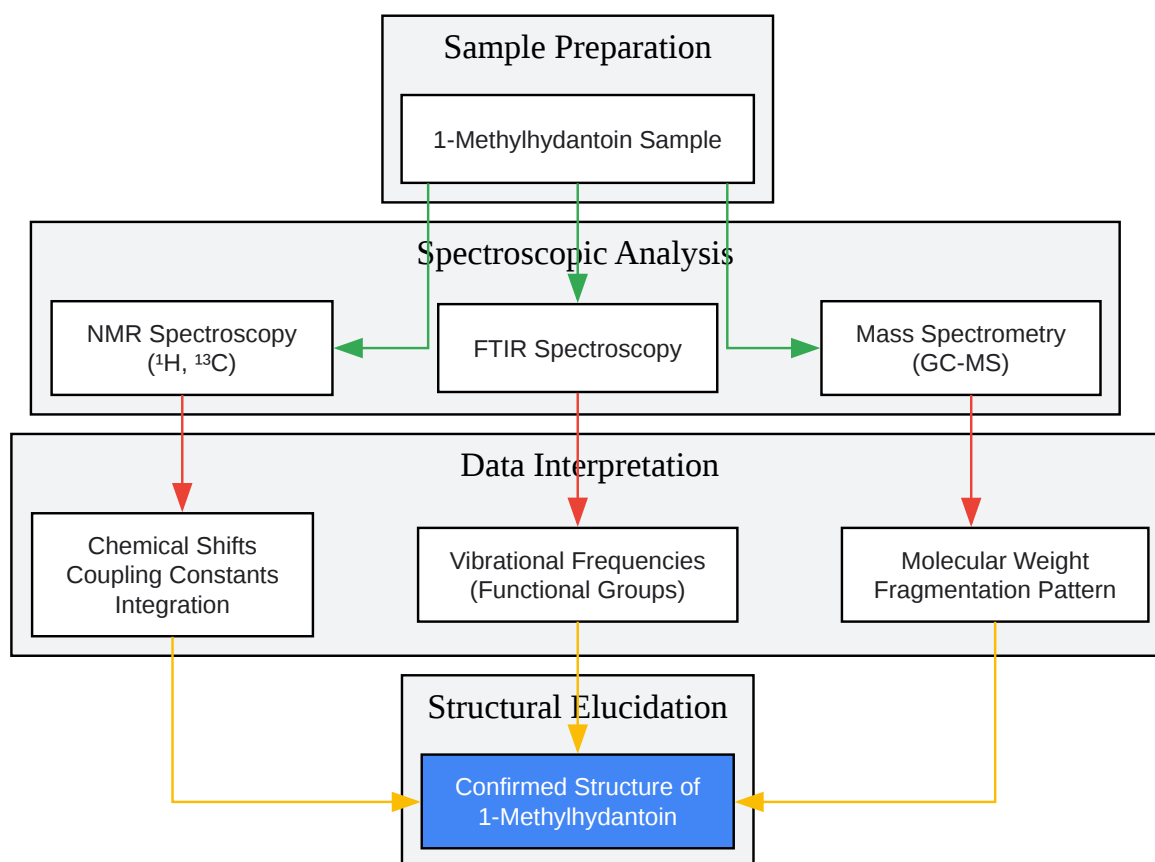 Sample Preparation
1-Methylhydantoin Sample
Spectroscopic Analysis
NMR Spectroscopy
(¹H, ¹³C)
FTIR Spectroscopy
Mass Spectrometry
(GC-MS)
Data Interpretation
Chemical Shifts
Coupling Constants
Integration
Vibrational Frequencies
(Functional Groups)
Molecular Weight
Fragmentation Pattern
Structural Elucidation
Confirmed Structure of
1-Methylhydantoin